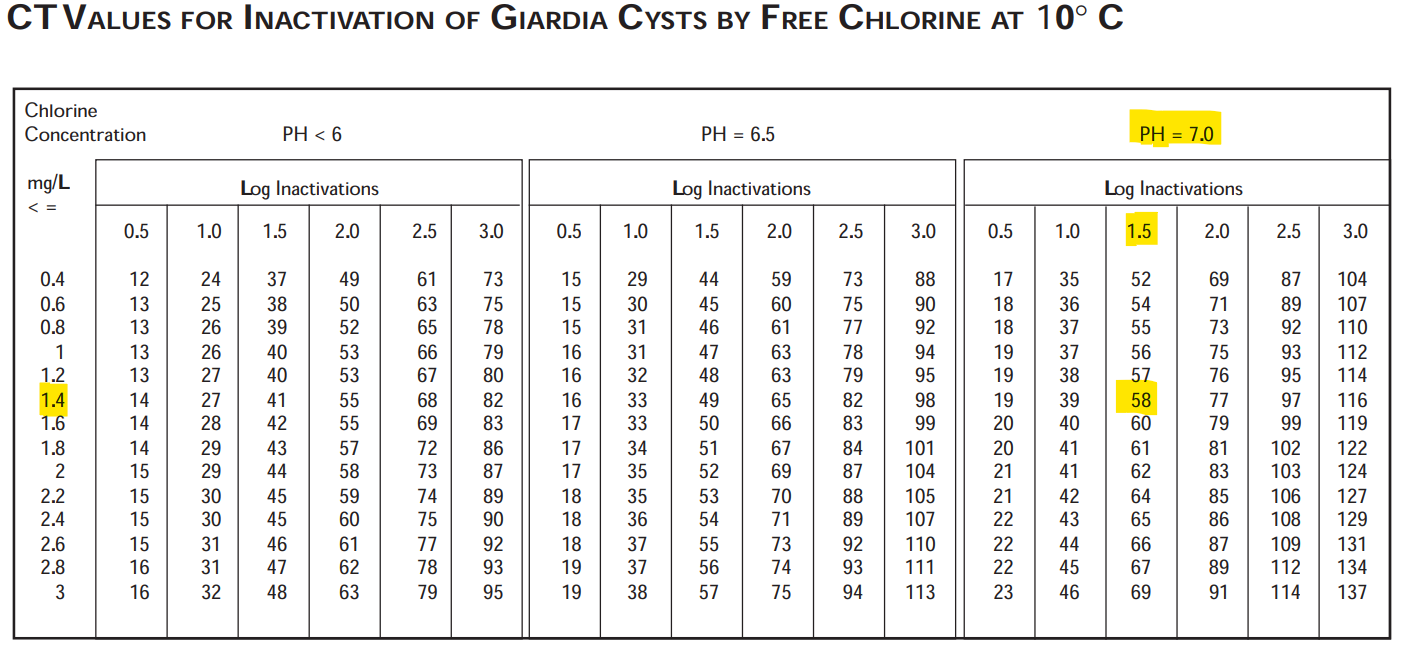 CT VALUES FOR INACTIVATION OF GIARDIA CYSTS BY FREE CHLORINE AT 10° C
Chlorine
Concentration PH < 6 PH = 6.5 PH = 7.0
mg/L Log Inactivations Log Inactivations Log Inactivations
< =
0.5 1.0 1.5 2.0 2.5 3.0 0.5 1.0 1.5 2.0 2.5 3.0 0.5 1.0 1.5 2.0 2.5 3.0
0.4 12 24 37 49 61 73 15 29 44 59 73 88 17 35 52 69 87 104
0.6 13 25 38 50 63 75 15 30 45 60 75 90 18 36 54 71 89 107
0.8 13 26 39 52 65 78 15 31 46 61 77 92 18 37 55 73 92 110
1 13 26 40 53 66 79 16 31 47 63 78 94 19 37 56 75 93 112
1.2 13 27 40 53 67 80 16 32 48 63 79 95 19 38 57 76 95 114
1.4 14 27 41 55 68 82 16 33 49 65 82 98 19 39 58 77 97 116
1.6 14 28 42 55 69 83 17 33 50 66 83 99 20 40 60 79 99 119
1.8 14 29 43 57 72 86 17 34 51 67 84 101 20 41 61 81 102 122
2 15 29 44 58 73 87 17 35 52 69 87 104 21 41 62 83 103 124
2.2 15 30 45 59 74 89 18 35 53 70 88 105 21 42 64 85 106 127
2.4 15 30 45 60 75 90 18 36 54 71 89 107 22 43 65 86 108 129
2.6 15 31 46 61 77 92 18 37 55 73 92 110 22 44 66 87 109 131
2.8 16 31 47 62 78 93 19 37 56 74 93 111 22 45 67 89 112 134
3 16 32 48 63 79 95 19 38 57 75 94 113 23 46 69 91 114 137